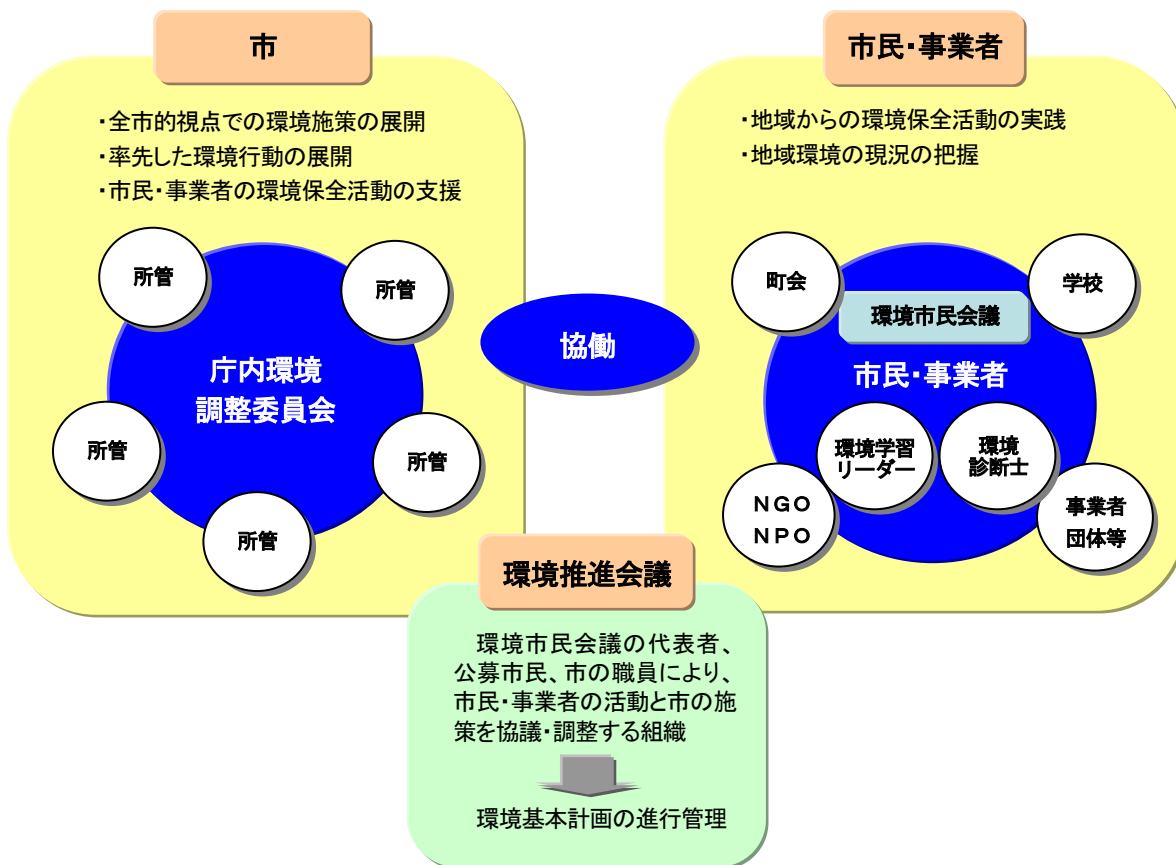 市
・全市的視点での環境施策の展開
・率先した環境行動の展開
・市民・事業者の環境保全活動の支援
所管
所管
庁内環境
調整委員会
所管
所管
所管
協働
市民・事業者
・地域からの環境保全活動の実践
・地域環境の現況の把握
町会
学校
環境市民会議
市民・事業者
環境学習
リーダー
環境
診断士
NGO
NPO
事業者
団体等
環境推進会議
環境市民会議の代表者、
公募市民、市の職員により、
市民・事業者の活動と市の施
策を協議・調整する組織
環境基本計画の進行管理